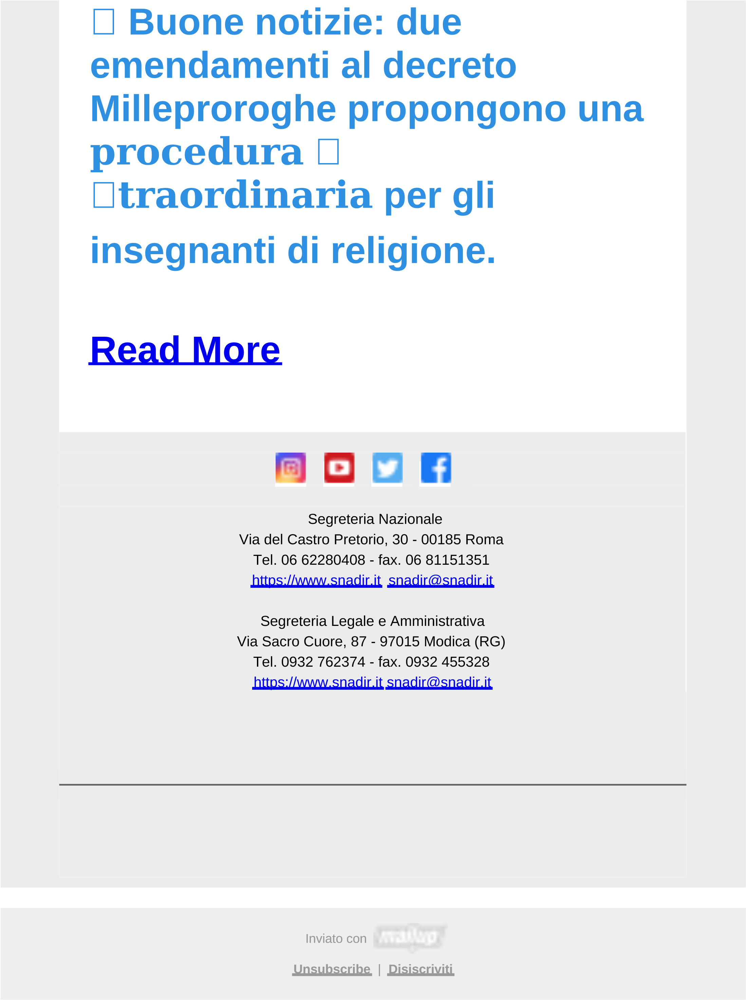 Buone notizie: due
emendamenti al decreto
Milleproroghe propongono una
procedura
traordinaria per gli
insegnanti di religione.
Read More
Segreteria Nazionale
Via del Castro Pretorio, 30 - 00185 Roma
Tel. 06 62280408 - fax. 06 81151351
https://www.snadir.it snadir@snadir.it
Segreteria Legale e Amministrativa
Via Sacro Cuore, 87 - 97015 Modica (RG)
Tel. 0932 762374 - fax. 0932 455328
https://www.snadir.it snadir@snadir.it
Inviato con mailup
Unsubscribe | Disiscriviti